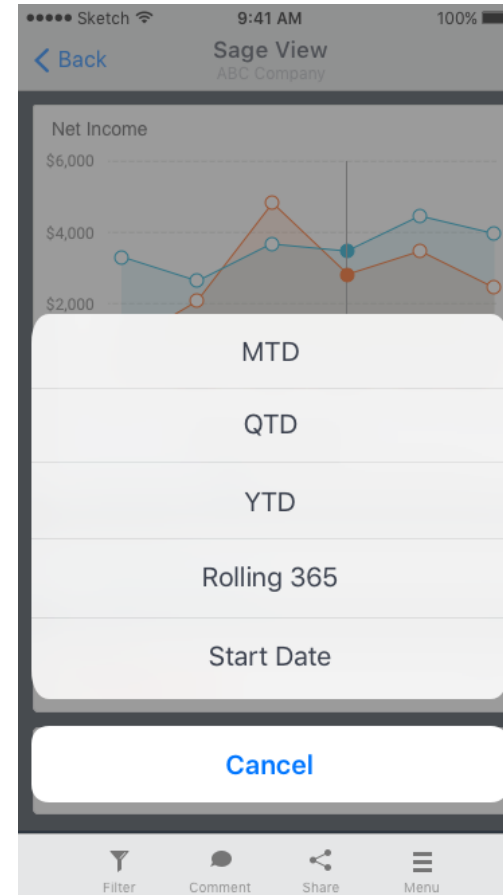 Sketch 9:41 AM 100%
Back Sage View
ABC Company
Net Income
$6,000
$4,000
$2,000
MTD
QTD
YTD
Rolling 365
Start Date
Cancel
Filter Comment Share Menu